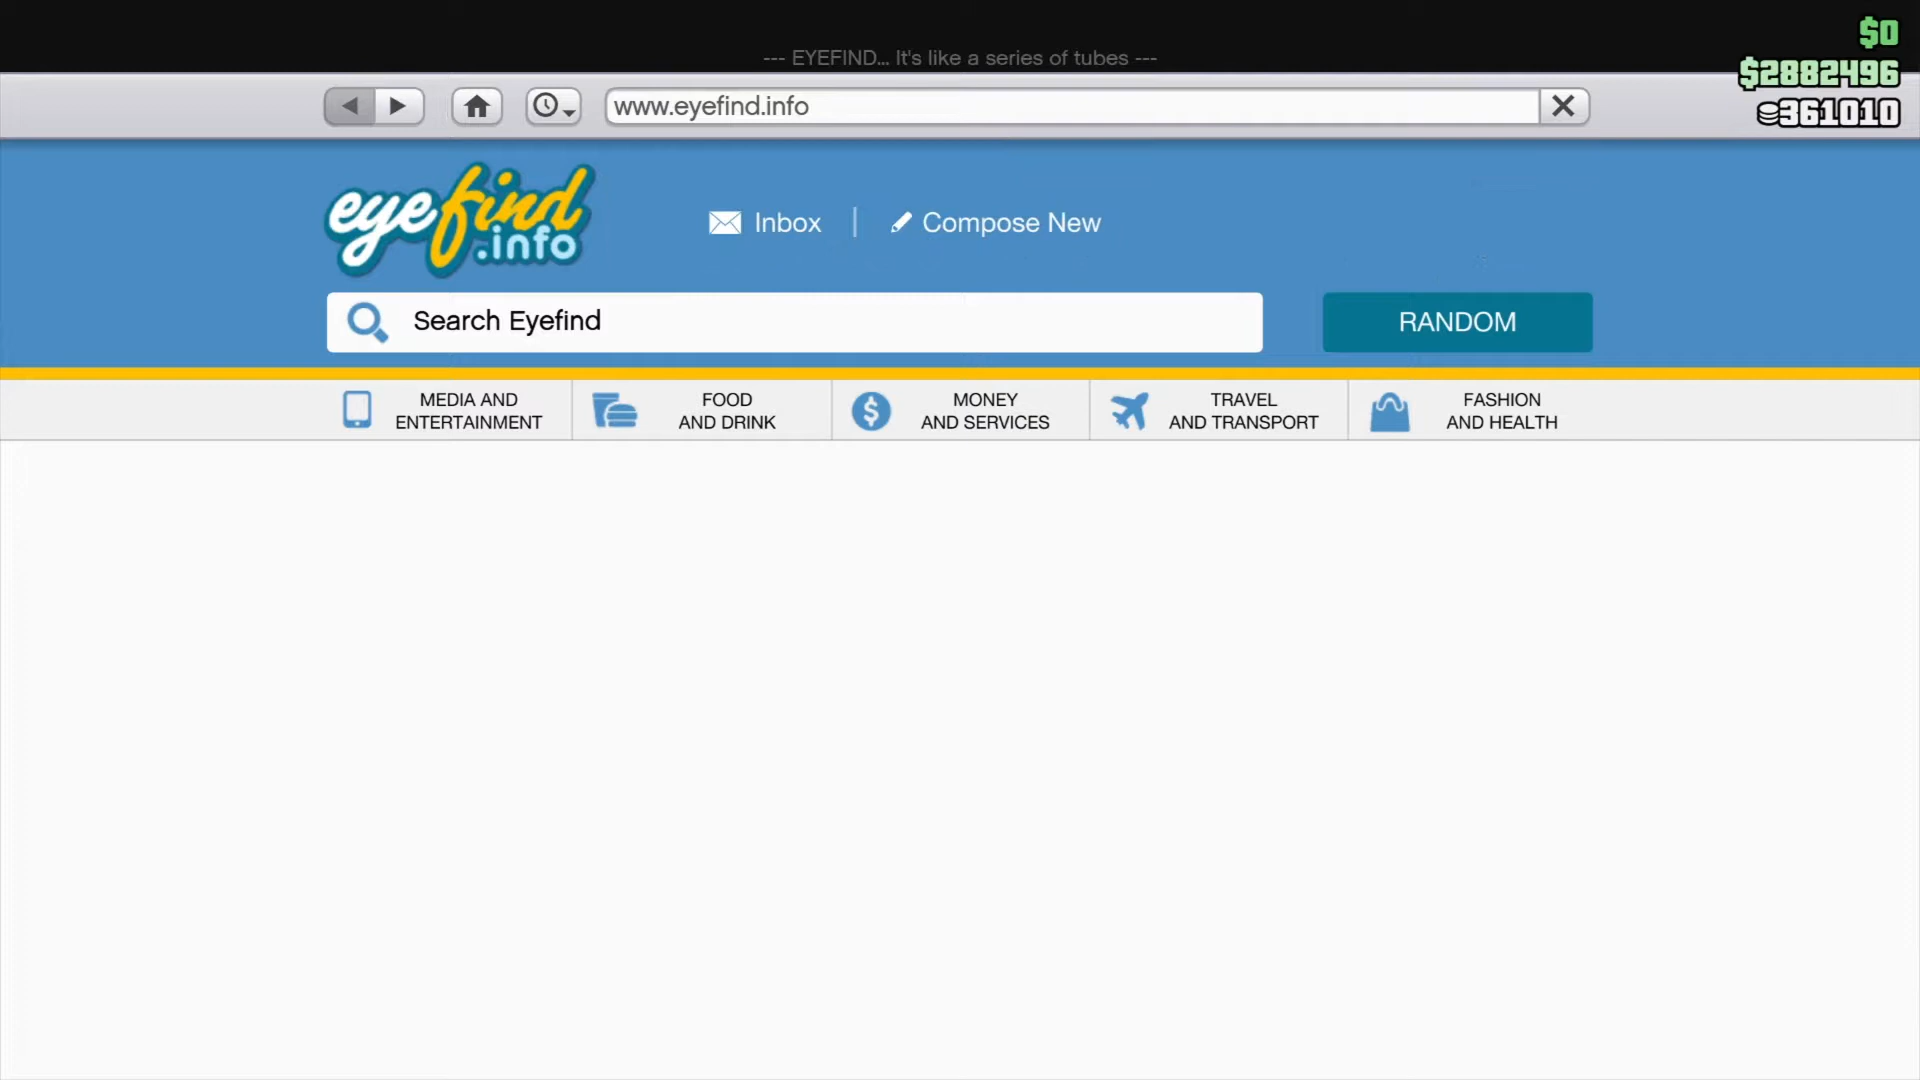 $0
--- EYEFIND... It's like a series of tubes ---
$2882496
www.eyefind.info
361010
eyefind
.info
Inbox
Compose New
Search Eyefind
RANDOM
MEDIA AND
ENTERTAINMENT
FOOD
AND DRINK
MONEY
AND SERVICES
TRAVEL
AND TRANSPORT
FASHION
AND HEALTH